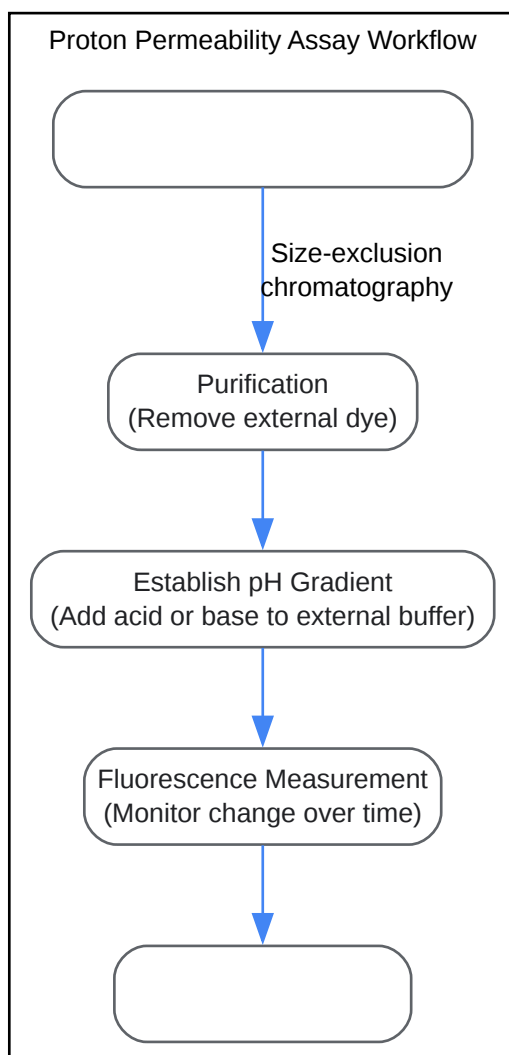 Proton Permeability Assay Workflow
Size-exclusion
chromatography
Purification
(Remove external dye)
Establish pH Gradient
(Add acid or base to external buffer)
Fluorescence Measurement
(Monitor change over time)